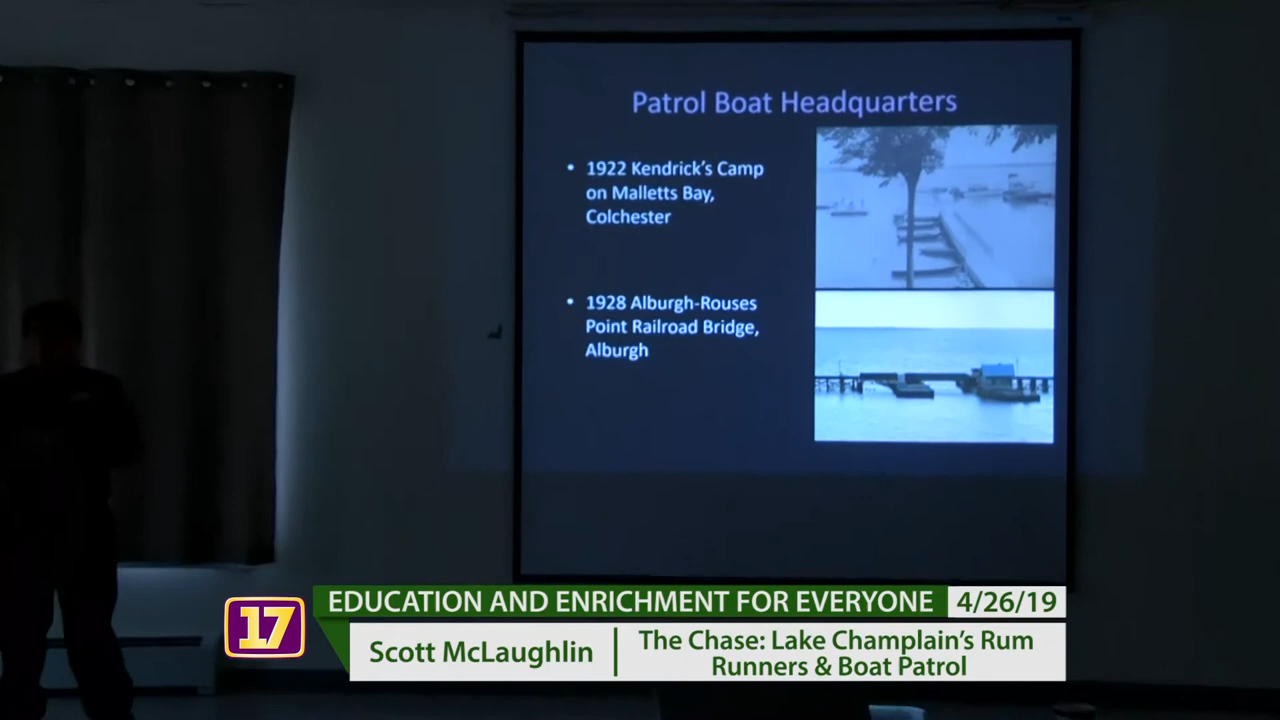 Patrol Boat Headquarters
• 1922 Kendrick's Camp
on Malletts Bay,
Colchester
• 1928 Alburgh-Rouses
Point Railroad Bridge,
Alburgh
17
EDUCATION AND ENRICHMENT FOR EVERYONE
4/26/19
Scott McLaughlin
The Chase: Lake Champlain's Rum
Runners & Boat Patrol